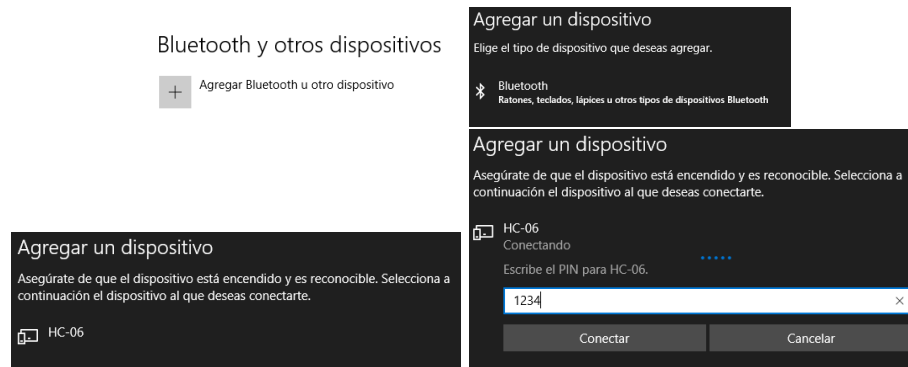 Bluetooth y otros dispositivos
Agregar Bluetooth u otro dispositivo
Agregar un dispositivo
Elige el tipo de dispositivo que deseas agregar.
Bluetooth
Ratones, teclados, lápices u otros tipos de dispositivos Bluetooth
Agregar un dispositivo
Asegúrate de que el dispositivo está encendido y es reconocible. Selecciona a
continuación el dispositivo al que deseas conectarte.
HC-06
Agregar un dispositivo
Asegúrate de que el dispositivo está encendido y es reconocible. Selecciona a
continuación el dispositivo al que deseas conectarte.
HC-06
Conectando
Escribe el PIN para HC-06.
1234
Conectar
Cancelar